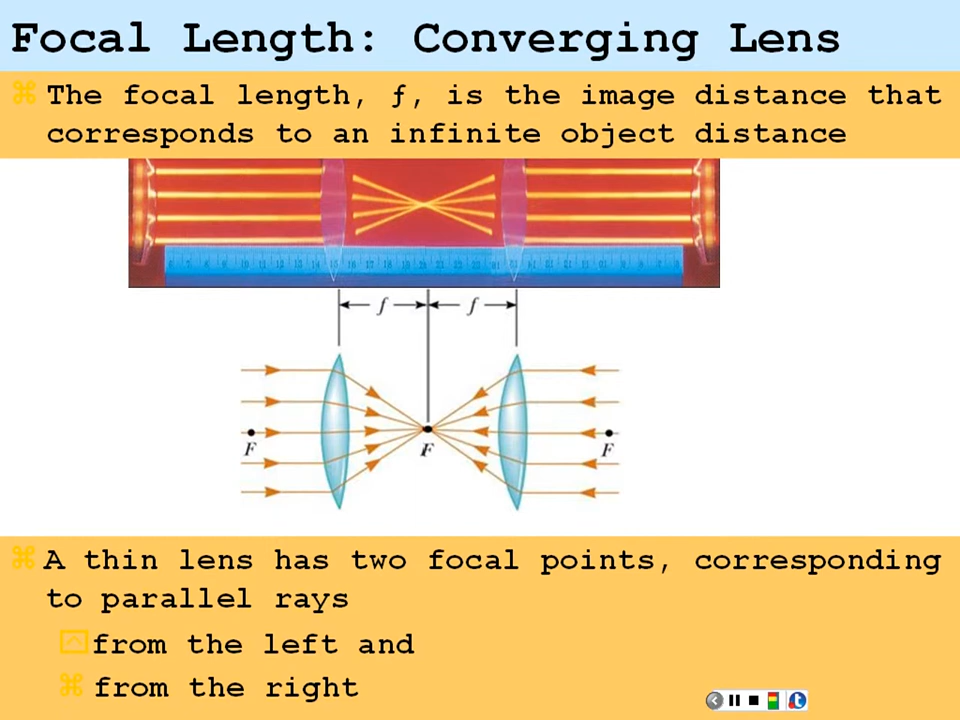 Focal Length: Converging Lens
The focal length, ƒ, is the image distance that
corresponds to an infinite object distance
f f
F F F
A thin lens has two focal points, corresponding
to parallel rays
from the left and
from the right